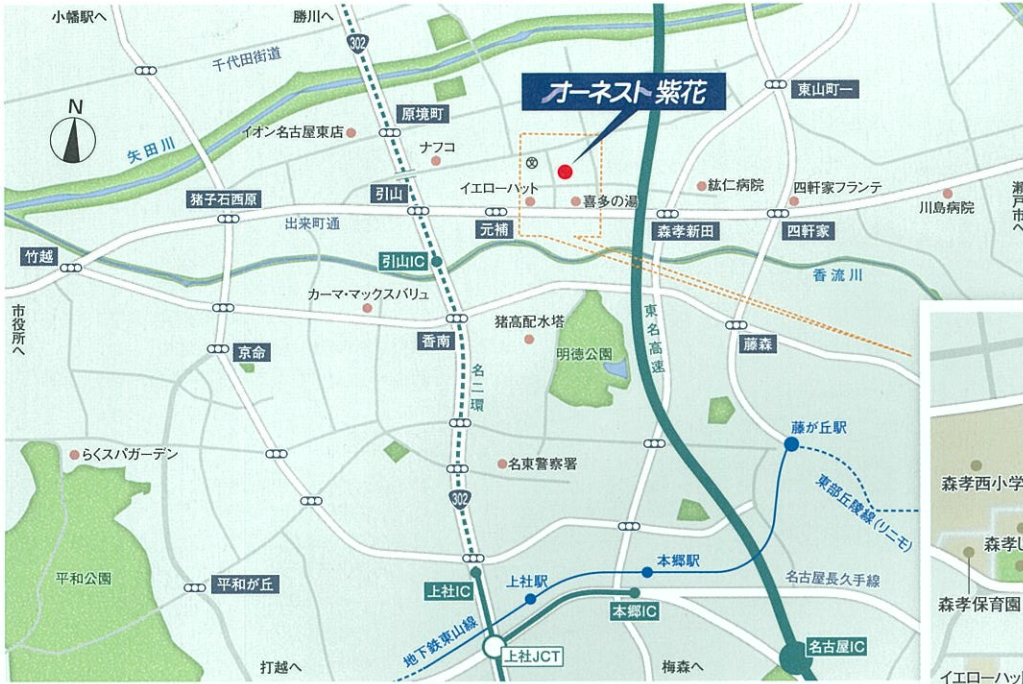 小幡駅へ
勝川へ
302
千代田街道
オーネスト紫花
東山町一
N
原境町
イオン名古屋東店
矢田川
ナフコ
文
猪子石西原
引山
イエローハット
喜多の湯
紘仁病院
四軒家フランテ
川島病院
瀬戸市へ
出来町通
元補
森孝新田
四軒家
竹越
引山IC
香流川
カーマ・マックスバリュ
市役所へ
猪高配水塔
東名高速
京命
香南
明徳公園
藤森
名二環
藤が丘駅
らくスパガーデン
名東警察署
302
東部丘陵線(リニモ)
森孝西小学
森孝し
平和公園
平和が丘
上社IC
上社駅
本郷駅
名古屋長久手線
本郷IC
森孝保育園
地下鉄東山線
上社JCT
名古屋IC
打越へ
梅森へ
イエローハッ